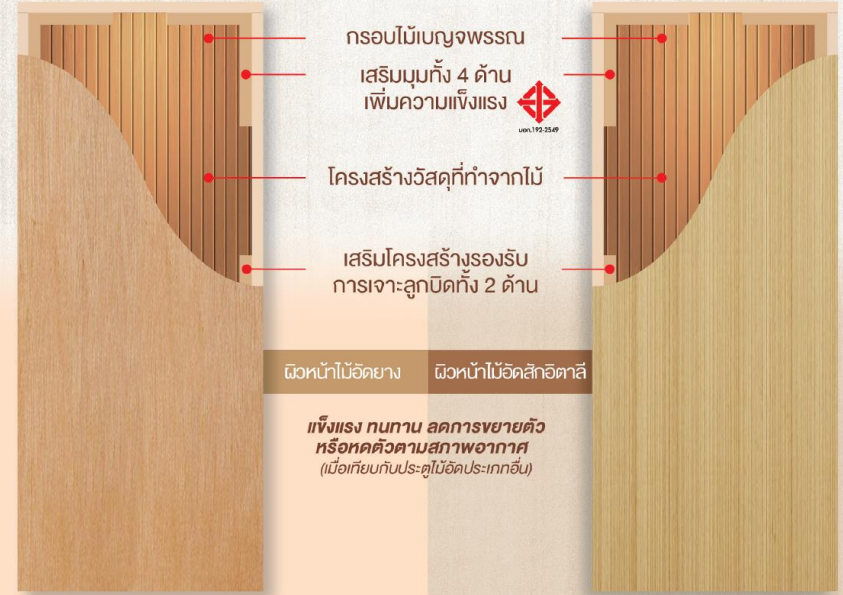 กรอบไม้เบญจพรรณ
เสริมมุมทั้ง 4 ด้าน
เพิ่มความแข็งแรง
มอก.192-2549
โครงสร้างวัสดุที่ทำจากไม้
เสริมโครงสร้างรองรับ
การเจาะลูกบิดทั้ง 2 ด้าน
ผิวหน้าไม้อัดยาง
ผิวหน้าไม้อัดสักอิตาลี
แข็งแรง ทนทาน ลดการขยายตัว
หรือหดตัวตามสภาพอากาศ
(เมื่อเทียบกับประตูไม้อัดประเภทอื่น)